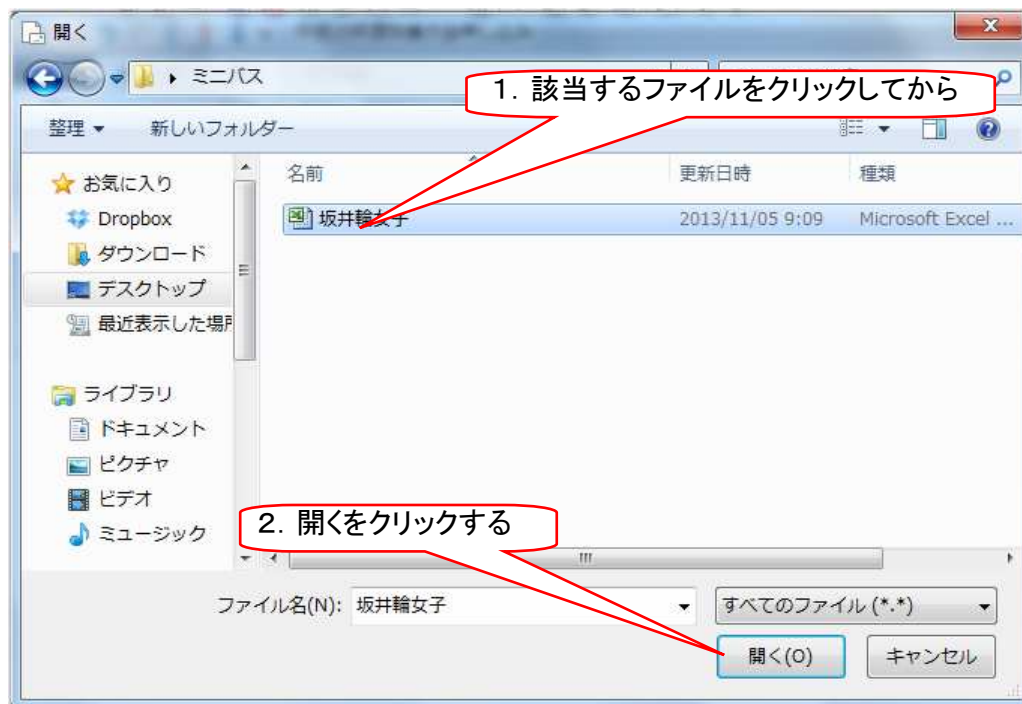 開く
ミニバス
1．該当するファイルをクリックしてから
整理
新しいフォルダー
名前
更新日時
種類
お気に入り
Dropbox
ダウンロード
デスクトップ
最近表示した場所
ライブラリ
ドキュメント
ピクチャ
ビデオ
ミュージック
坂井輪女子
2013/11/05 9:09
Microsoft Excel ...
2．開くをクリックする
ファイル名(N):
坂井輪女子
すべてのファイル (*.*)
開く(O)
キャンセル